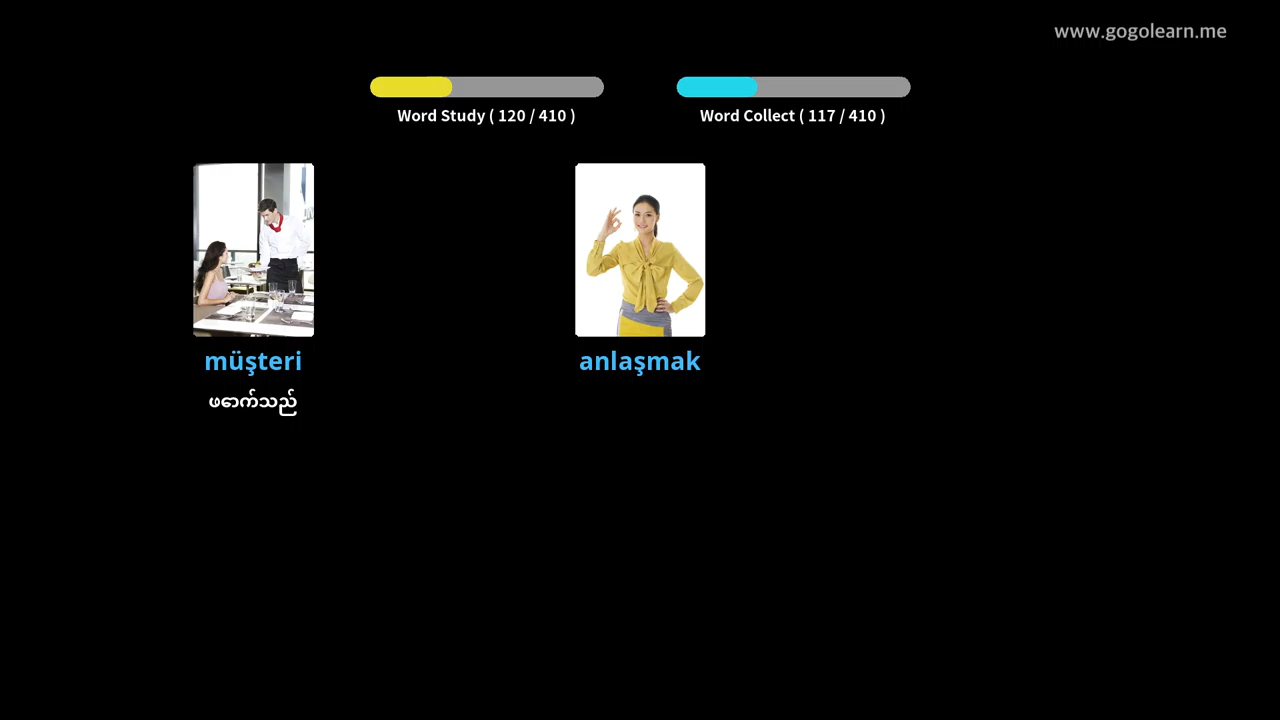 www.gogolearn.me
Word Study ( 120 / 410 )
Word Collect ( 117 / 410 )
müşteri
anlaşmak
ဖောက်သည်